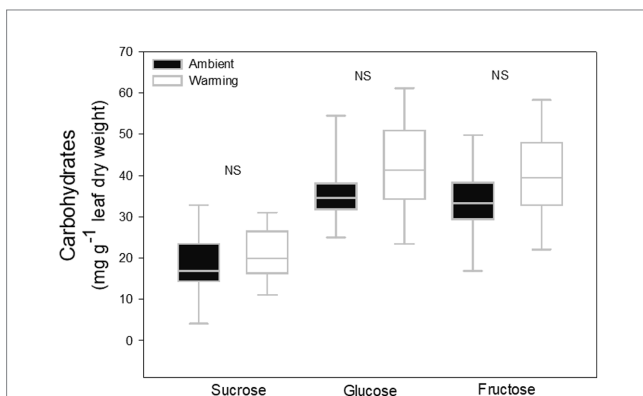 70
Ambient
Warming
NS
NS
60
50
40
NS
30
20
10
0
Carbohydrates
(mg g⁻¹ leaf dry weight)
Sucrose
Glucose
Fructose